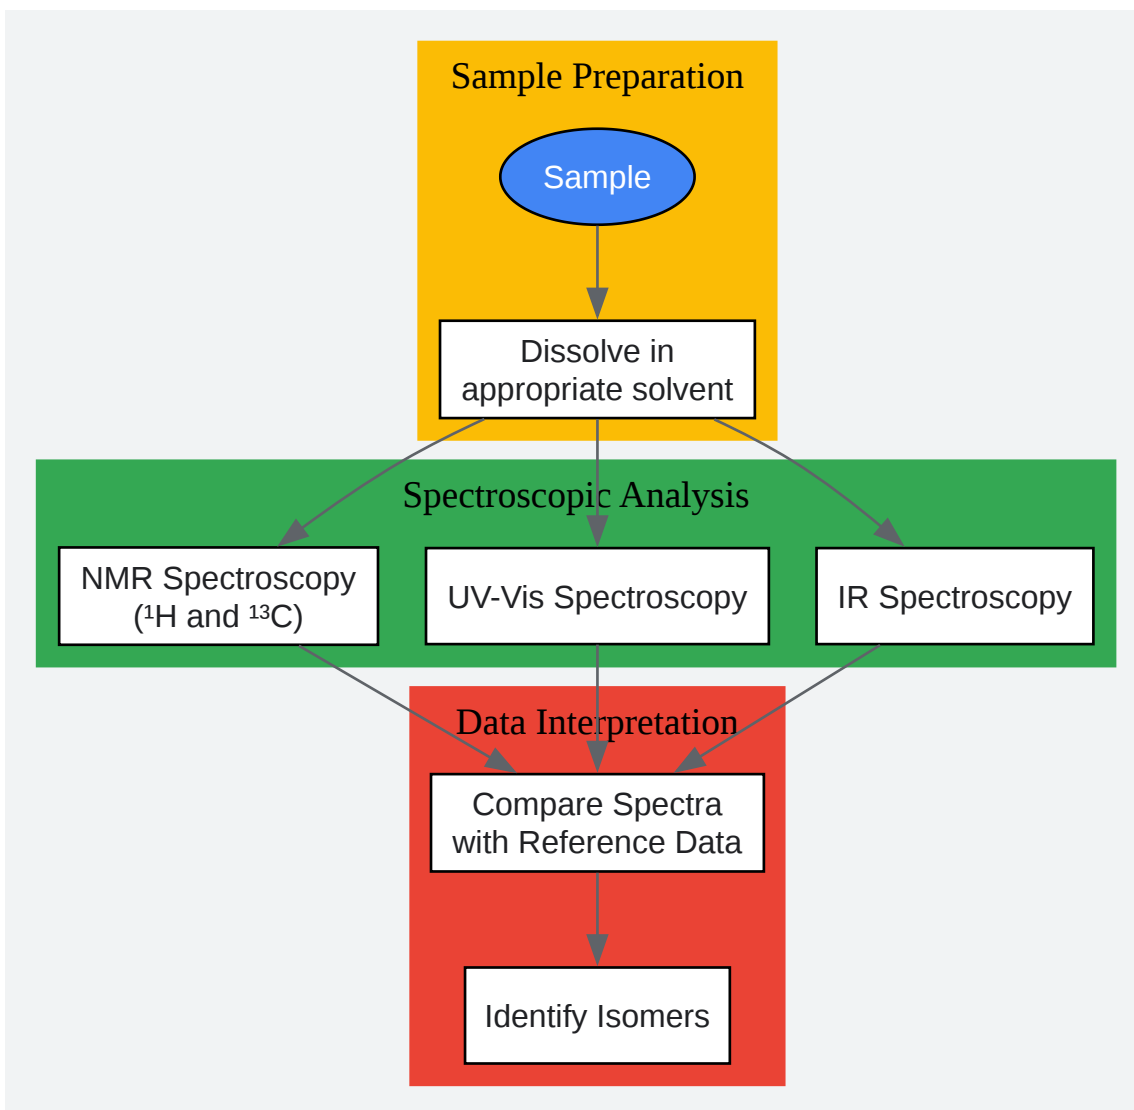 Sample Preparation
Sample
Dissolve in
appropriate solvent
Spectroscopic Analysis
NMR Spectroscopy
(¹H and ¹³C)
UV-Vis Spectroscopy
IR Spectroscopy
Data Interpretation
Compare Spectra
with Reference Data
Identify Isomers